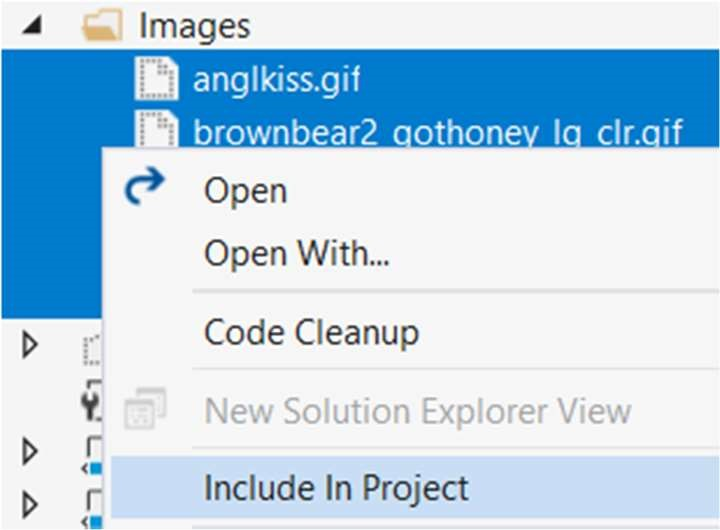 Images
anglkiss.gif
brownbear2_gothoney_lg_clr.gif
Open
Open With...
Code Cleanup
New Solution Explorer View
Include In Project